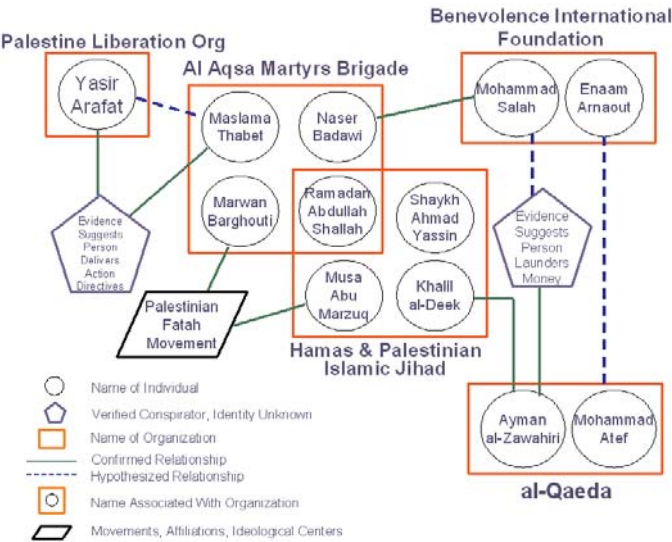 Palestine Liberation Org
Benevolence International
Foundation
Al Aqsa Martyrs Brigade
Yasir
Arafat
Maslama
Thabet
Naser
Badawi
Mohammad
Salah
Enaam
Arnaout
Marwan
Barghouti
Ramadan
Abdullah
Shallah
Shaykh
Ahmad
Yassin
Evidence
Suggests
Person
Delivers
Action
Directives
Evidence
Suggests
Person
Launders
Money
Palestinian
Fatah
Movement
Musa
Abu
Marzuq
Khalil
al-Deek
Hamas & Palestinian
Islamic Jihad
Ayman
al-Zawahiri
Mohammad
Atef
al-Qaeda
Name of Individual
Verified Conspirator, Identity Unknown
Name of Organization
Confirmed Relationship
Hypothesized Relationship
Name Associated With Organization
Movements, Affiliations, Ideological Centers